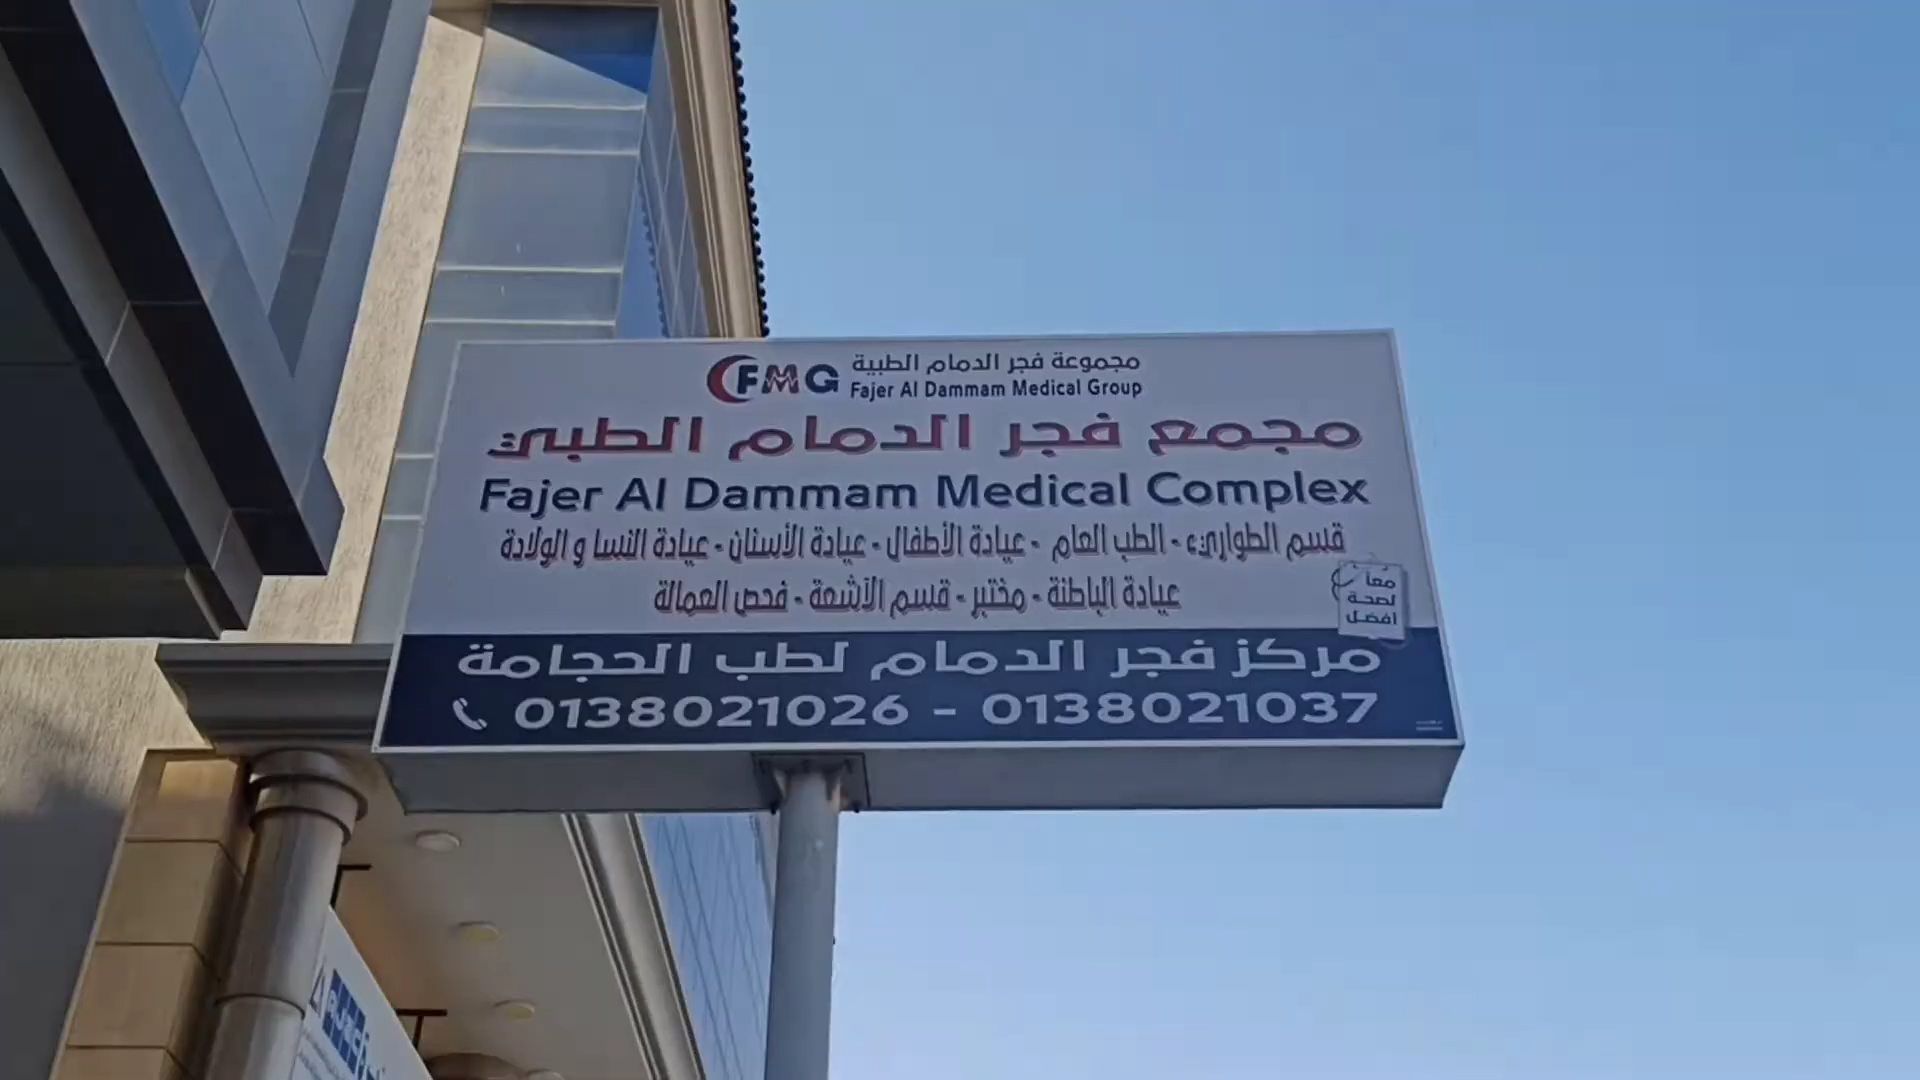 FMG مجموعة فجر الدمام الطبية
Fajer Al Dammam Medical Group
مجمع فجر الدمام الطبي
Fajer Al Dammam Medical Complex
قسم الطوارىء - الطب العام - عيادة الأطفال - عيادة الأسنان - عيادة النسا و الولادة
عيادة الباطنة - مختبر - قسم الآشعة - فحص العمالة
معاً
لصحة
افضل
مركز فجر الدمام لطب الحجامة
0138021026 - 0138021037